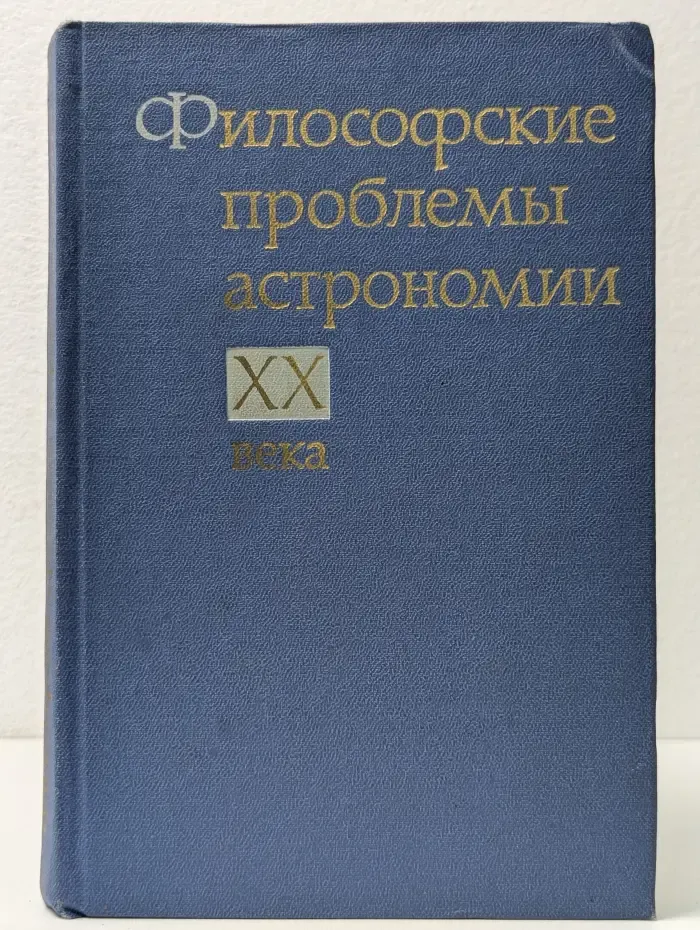 Философские
проблемы
астрономии
XX
века